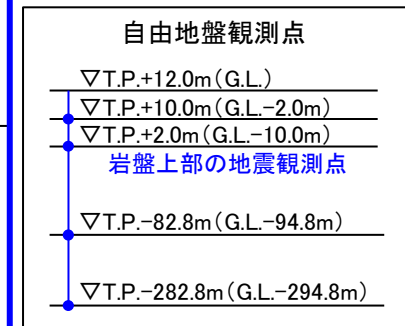 自由地盤観測点
▽T.P.+12.0m(G.L.)
▽T.P.+10.0m(G.L.-2.0m)
▽T.P.+2.0m(G.L.-10.0m)
岩盤上部の地震観測点
▽T.P.-82.8m(G.L.-94.8m)
▽T.P.-282.8m(G.L.-294.8m)